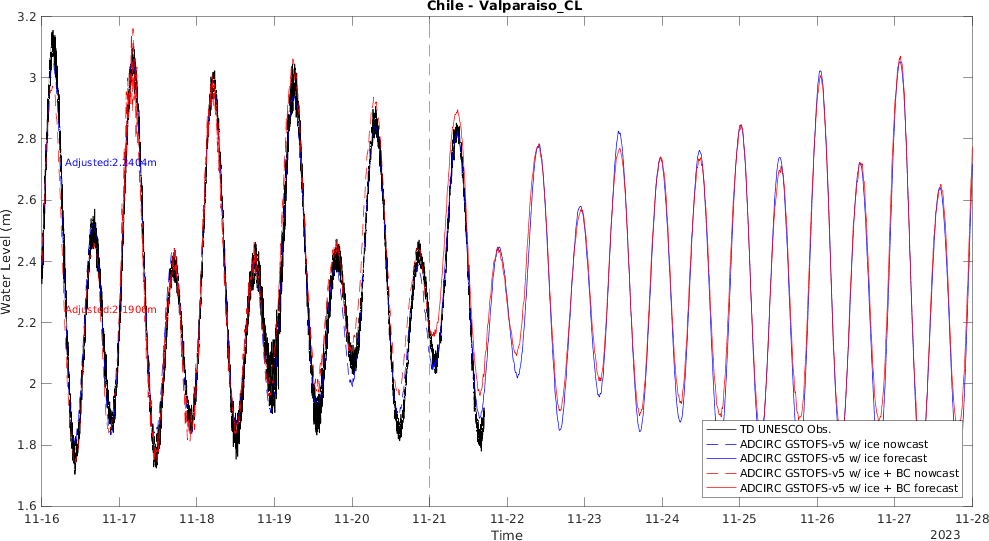 Chile - Valparaiso_CL
3.2
3
2.8
2.6
2.4
2.2
2
1.8
1.6
Water Level (m)
Adjusted:2.2404m
Adjusted:2.1906m
TD UNESCO Obs.
ADCIRC GSTOFS-v5 w/ ice nowcast
ADCIRC GSTOFS-v5 w/ ice forecast
ADCIRC GSTOFS-v5 w/ ice + BC nowcast
ADCIRC GSTOFS-v5 w/ ice + BC forecast
11-16 11-17 11-18 11-19 11-20 11-21 11-22 11-23 11-24 11-25 11-26 11-27 11-28
Time
2023